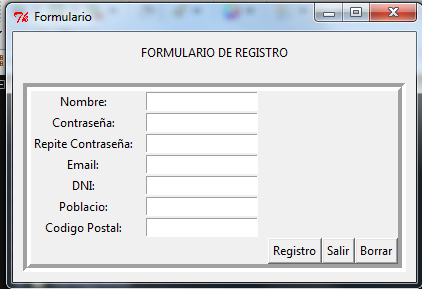 Formulario
FORMULARIO DE REGISTRO
Nombre:
Contraseña:
Repite Contraseña:
Email:
DNI:
Poblacio:
Codigo Postal:
Registro Salir Borrar